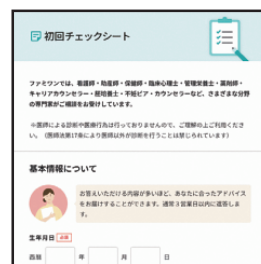 初回チェックシート
ファミワンでは、看護師・助産師・保健師・臨床心理士・管理栄養士・薬剤師・
キャリアカウンセラー・胚培養士・不妊ピア・カウンセラーなど、さまざまな分野
の専門家がご相談をお受けしています。
※医師による診断や医療行為は行っておりませんので、ご理解の上ご利用くださ
い。（医師法第17条により医師以外が診断を行うことは禁じられています）
基本情報について
お答えいただける内容が多いほど、あなたに合ったアドバイス
をお届けすることができます。通常３営業日以内に返答しま
す。
生年月日 必須
西暦 年 月 日